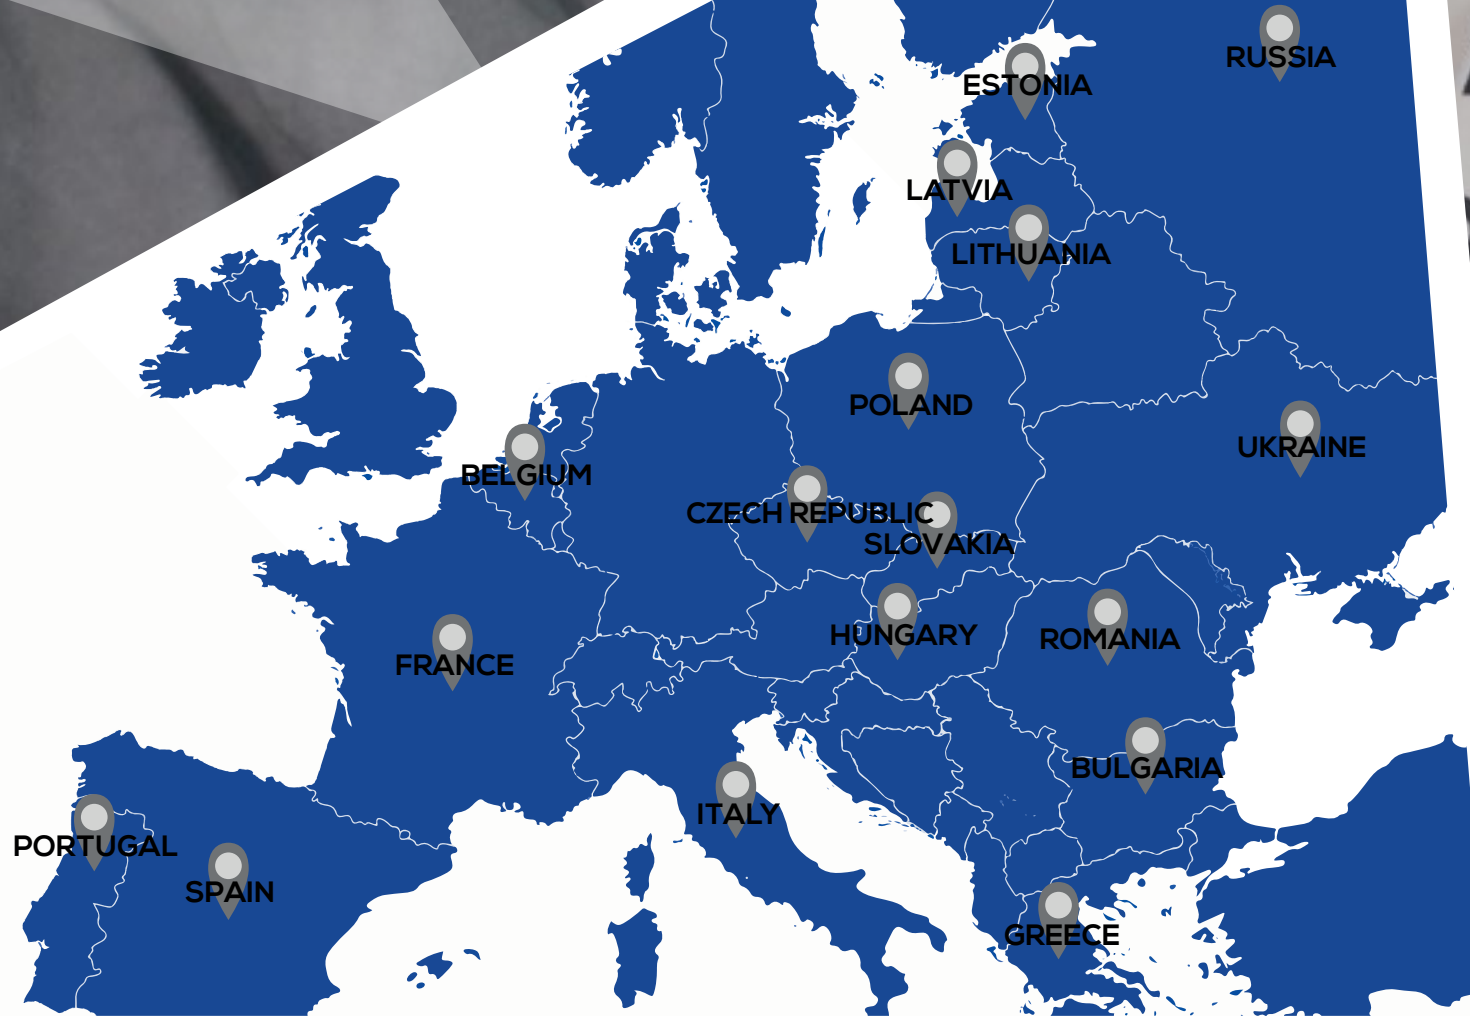 RUSSIA
ESTONIA
LATVIA
LITHUANIA
POLAND
UKRAINE
BELGIUM
CZECH REPUBLIC
SLOVAKIA
HUNGARY
ROMANIA
FRANCE
BULGARIA
ITALY
PORTUGAL
SPAIN
GREECE